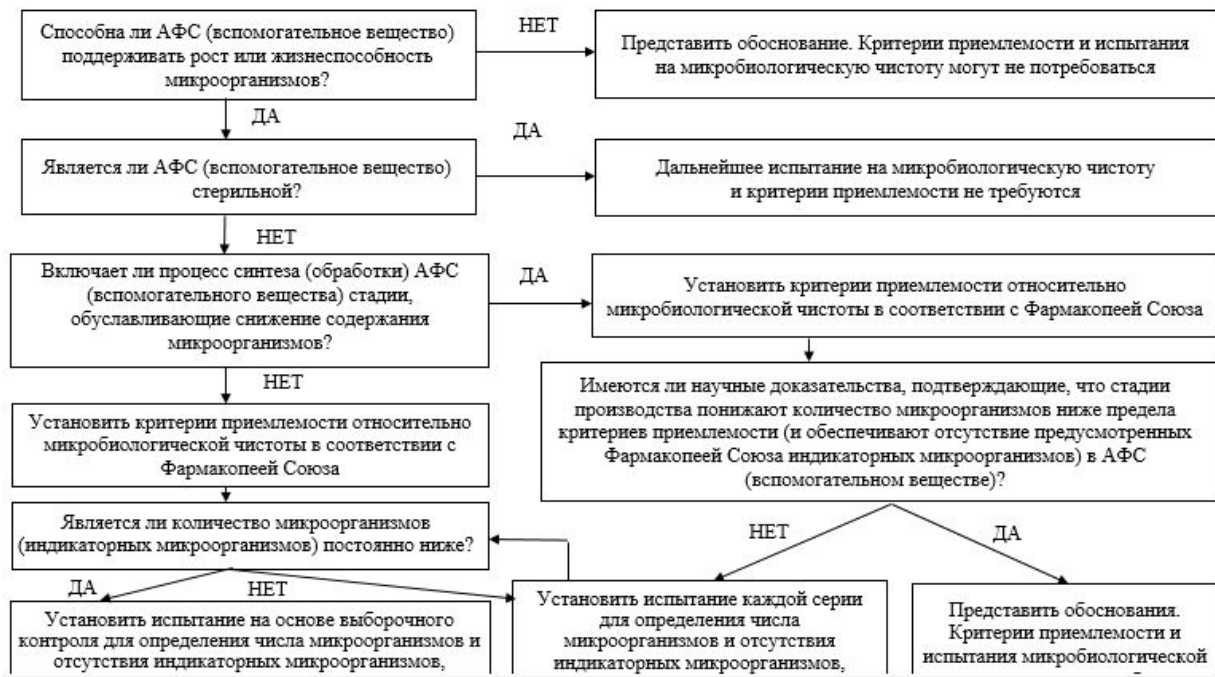 Способна ли АФС (вспомогательное вещество)
поддерживать рост или жизнеспособность
микроорганизмов?
НЕТ
Представить обоснование. Критерии приемлемости и испытания
на микробиологическую чистоту могут не потребоваться
ДА
Является ли АФС (вспомогательное вещество)
стерильной?
ДА
Дальнейшее испытание на микробиологическую чистоту
и критерии приемлемости не требуются
НЕТ
Включает ли процесс синтеза (обработки) АФС
(вспомогательного вещества) стадии,
обуславливающие снижение содержания
микроорганизмов?
ДА
Установить критерии приемлемости относительно
микробиологической чистоты в соответствии с Фармакопеей Союза
НЕТ
Установить критерии приемлемости относительно
микробиологической чистоты в соответствии с
Фармакопеей Союза
Имеются ли научные доказательства, подтверждающие, что стадии
производства понижают количество микроорганизмов ниже предела
критериев приемлемости (и обеспечивают отсутствие предусмотренных
Фармакопеей Союза индикаторных микроорганизмов) в АФС
(вспомогательном веществе)?
Является ли количество микроорганизмов
(индикаторных микроорганизмов) постоянно ниже?
НЕТ
ДА
ДА
НЕТ
Установить испытание на основе выборочного
контроля для определения числа микроорганизмов и
отсутствия индикаторных микроорганизмов,
Установить испытание каждой серии
для определения числа
микроорганизмов и отсутствия
индикаторных микроорганизмов,
Представить обоснования.
Критерии приемлемости и
испытания микробиологической